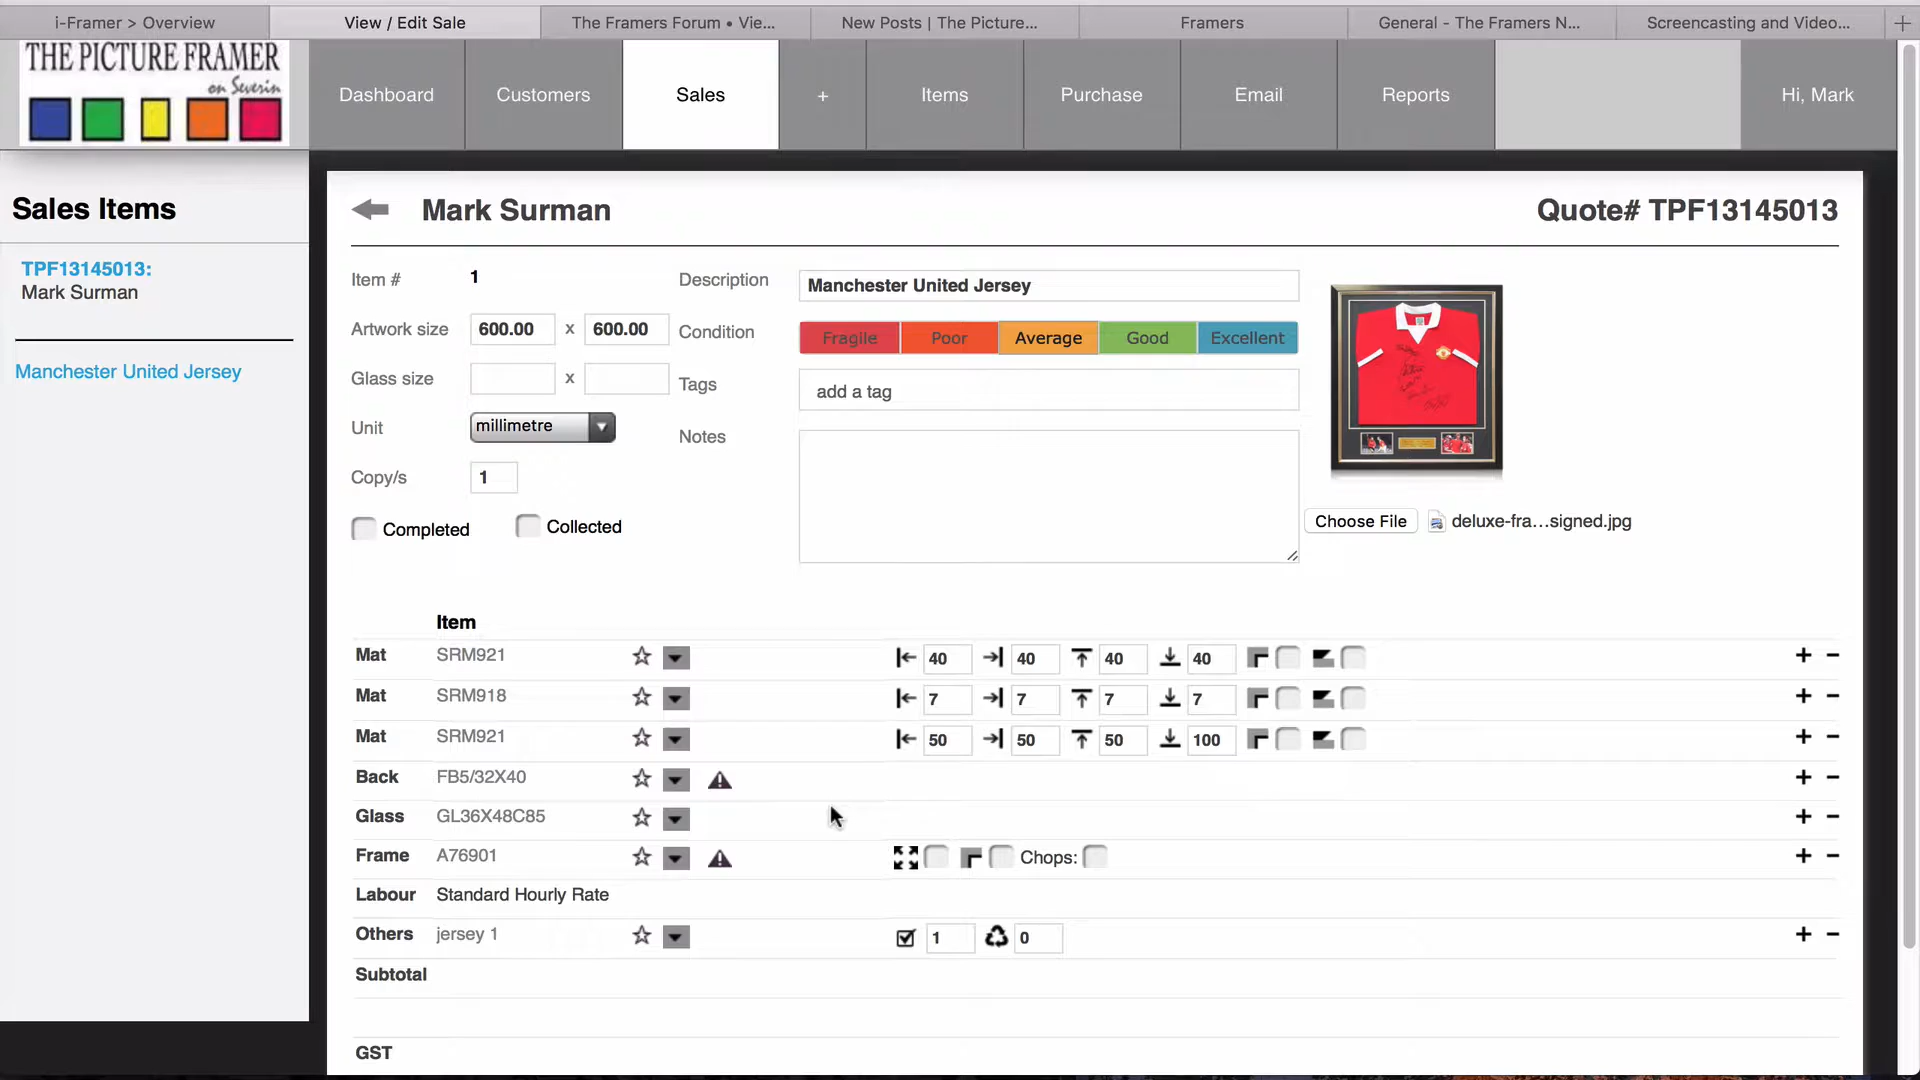 i-Framer > Overview
View / Edit Sale
The Framers Forum • Vie...
New Posts | The Picture...
Framers
General - The Framers N...
Screencasting and Video...
THE PICTURE FRAMER
on Severin
Dashboard
Customers
Sales
+
Items
Purchase
Email
Reports
Hi, Mark
Sales Items
TPF13145013:
Mark Surman
Manchester United Jersey
Mark Surman
Quote# TPF13145013
Item # 1
Artwork size 600.00 x 600.00
Glass size x
Unit millimetre
Copy/s 1
Completed Collected
Description Manchester United Jersey
Condition Fragile Poor Average Good Excellent
Tags add a tag
Notes
Choose File deluxe-fra...signed.jpg
Item
Mat SRM921 40 40 40 40 + −
Mat SRM918 7 7 7 7 + −
Mat SRM921 50 50 50 100 + −
Back FB5/32X40 + −
Glass GL36X48C85 + −
Frame A76901 Chops: + −
Labour Standard Hourly Rate
Others jersey 1 1 0 + −
Subtotal
GST